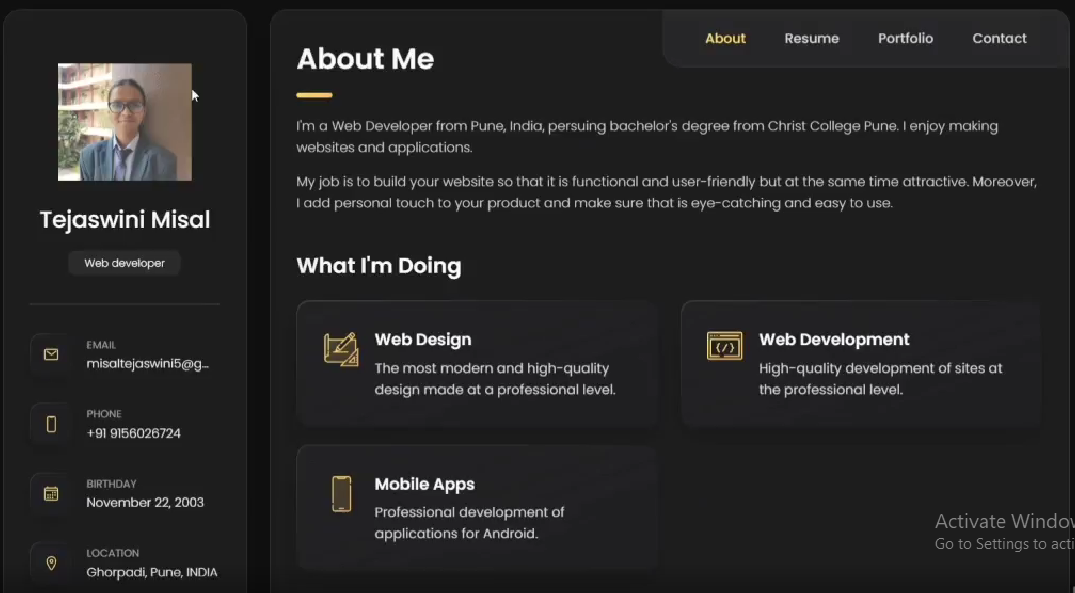 About
Resume
Portfolio
Contact
Tejaswini Misal
Web developer
EMAIL
misaltejaswini5@g...
PHONE
+91 9156026724
BIRTHDAY
November 22, 2003
LOCATION
Ghorpadi, Pune, INDIA
About Me
I'm a Web Developer from Pune, India, persuing bachelor's degree from Christ College Pune. I enjoy making
websites and applications.
My job is to build your website so that it is functional and user-friendly but at the same time attractive. Moreover,
I add personal touch to your product and make sure that is eye-catching and easy to use.
What I'm Doing
Web Design
The most modern and high-quality
design made at a professional level.
Web Development
High-quality development of sites at
the professional level.
Mobile Apps
Professional development of
applications for Android.
Activate Window
Go to Settings to acti